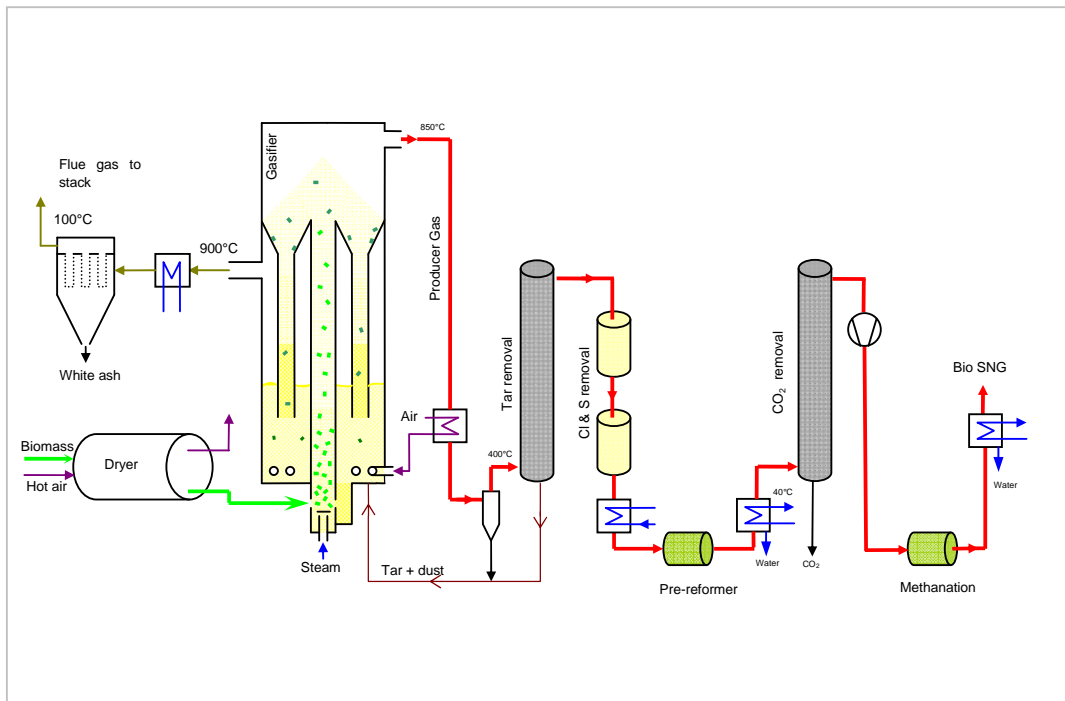 Flue gas to
stack
100°C
900°C
White ash
Biomass
Hot air
Dryer
Steam
Gasifier
850°C
Producer Gas
Air
Tar + dust
400°C
Tar removal
Cl & S removal
Pre-reformer
40°C
Water
CO₂ removal
CO₂
Methanation
Bio SNG
Water